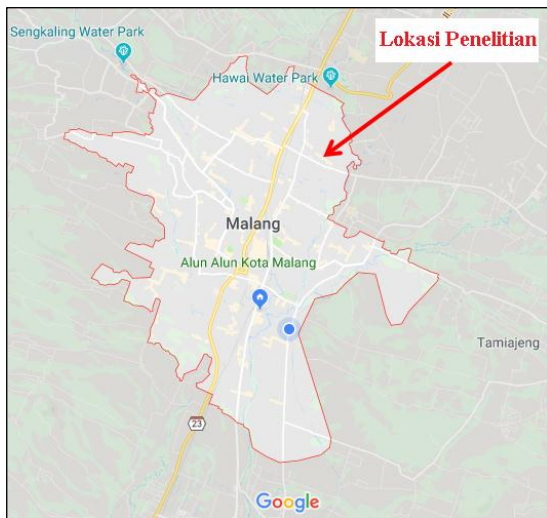 Sengkaling Water Park
Lokasi Penelitian
Hawai Water Park
Malang
Alun Alun Kota Malang
Tamiajeng
23
Google